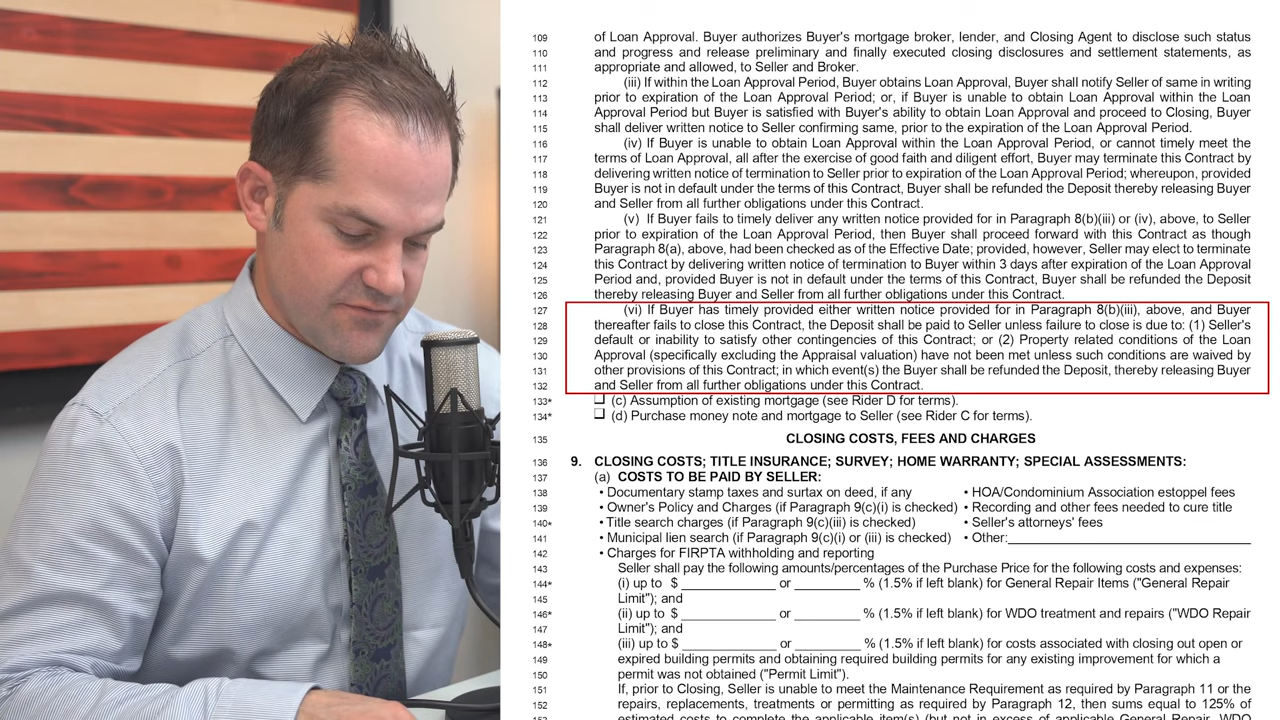 109 of Loan Approval. Buyer authorizes Buyer's mortgage broker, lender, and Closing Agent to disclose such status
110 and progress and release preliminary and finally executed closing disclosures and settlement statements, as
111 appropriate and allowed, to Seller and Broker.
112 (iii) If within the Loan Approval Period, Buyer obtains Loan Approval, Buyer shall notify Seller of same in writing
113 prior to expiration of the Loan Approval Period; or, if Buyer is unable to obtain Loan Approval within the Loan
114 Approval Period but Buyer is satisfied with Buyer's ability to obtain Loan Approval and proceed to Closing, Buyer
115 shall deliver written notice to Seller confirming same, prior to the expiration of the Loan Approval Period.
116 (iv) If Buyer is unable to obtain Loan Approval within the Loan Approval Period, or cannot timely meet the
117 terms of Loan Approval, all after the exercise of good faith and diligent effort, Buyer may terminate this Contract by
118 delivering written notice of termination to Seller prior to expiration of the Loan Approval Period; whereupon, provided
119 Buyer is not in default under the terms of this Contract, Buyer shall be refunded the Deposit thereby releasing Buyer
120 and Seller from all further obligations under this Contract.
121 (v) If Buyer fails to timely deliver any written notice provided for in Paragraph 8(b)(iii) or (iv), above, to Seller
122 prior to expiration of the Loan Approval Period, then Buyer shall proceed forward with this Contract as though
123 Paragraph 8(a), above, had been checked as of the Effective Date; provided, however, Seller may elect to terminate
124 this Contract by delivering written notice of termination to Buyer within 3 days after expiration of the Loan Approval
125 Period and, provided Buyer is not in default under the terms of this Contract, Buyer shall be refunded the Deposit
126 thereby releasing Buyer and Seller from all further obligations under this Contract.
127 (vi) If Buyer has timely provided either written notice provided for in Paragraph 8(b)(iii), above, and Buyer
128 thereafter fails to close this Contract, the Deposit shall be paid to Seller unless failure to close is due to: (1) Seller's
129 default or inability to satisfy other contingencies of this Contract; or (2) Property related conditions of the Loan
130 Approval (specifically excluding the Appraisal valuation) have not been met unless such conditions are waived by
131 other provisions of this Contract; in which event(s) the Buyer shall be refunded the Deposit, thereby releasing Buyer
132 and Seller from all further obligations under this Contract.
133* ☐ (c) Assumption of existing mortgage (see Rider D for terms).
134* ☐ (d) Purchase money note and mortgage to Seller (see Rider C for terms).
135 CLOSING COSTS, FEES AND CHARGES
136 9. CLOSING COSTS; TITLE INSURANCE; SURVEY; HOME WARRANTY; SPECIAL ASSESSMENTS:
137 (a) COSTS TO BE PAID BY SELLER:
138 • Documentary stamp taxes and surtax on deed, if any • HOA/Condominium Association estoppel fees
139 • Owner's Policy and Charges (if Paragraph 9(c)(i) is checked) • Recording and other fees needed to cure title
140* • Title search charges (if Paragraph 9(c)(iii) is checked) • Seller's attorneys' fees
141 • Municipal lien search (if Paragraph 9(c)(i) or (iii) is checked) • Other:
142 • Charges for FIRPTA withholding and reporting
143 Seller shall pay the following amounts/percentages of the Purchase Price for the following costs and expenses:
144* (i) up to $ ____________ or ________ % (1.5% if left blank) for General Repair Items ("General Repair
145 Limit"); and
146* (ii) up to $ ____________ or ________ % (1.5% if left blank) for WDO treatment and repairs ("WDO Repair
147 Limit"); and
148* (iii) up to $ ____________ or ________ % (1.5% if left blank) for costs associated with closing out open or
149 expired building permits and obtaining required building permits for any existing improvement for which a
150 permit was not obtained ("Permit Limit").
151 If, prior to Closing, Seller is unable to meet the Maintenance Requirement as required by Paragraph 11 or the
152 repairs, replacements, treatments or permitting as required by Paragraph 12, then sums equal to 125% of
153 estimated costs to complete the applicable item(s) (but not in excess of applicable General Repair, WDO